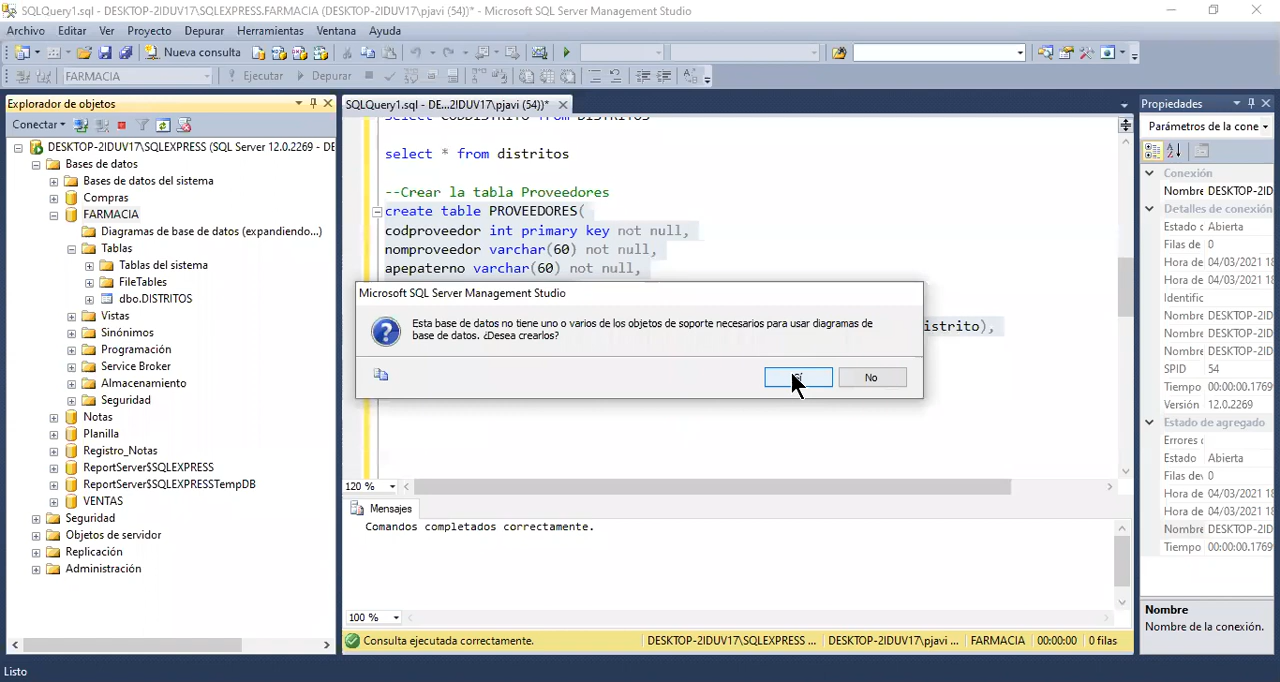 SQLQuery1.sql - DESKTOP-2IDUV17\SQLEXPRESS.FARMACIA (DESKTOP-2IDUV17\pjavi (54))* - Microsoft SQL Server Management Studio
Archivo Editar Ver Proyecto Depurar Herramientas Ventana Ayuda
Nueva consulta
FARMACIA Ejecutar Depurar
Explorador de objetos
Conectar
DESKTOP-2IDUV17\SQLEXPRESS (SQL Server 12.0.2269 - DE
Bases de datos
Bases de datos del sistema
Compras
FARMACIA
Diagramas de base de datos (expandiendo...)
Tablas
Tablas del sistema
FileTables
dbo.DISTRITOS
Vistas
Sinónimos
Programación
Service Broker
Almacenamiento
Seguridad
Notas
Planilla
Registro_Notas
ReportServer$SQLEXPRESS
ReportServer$SQLEXPRESSTempDB
VENTAS
Seguridad
Objetos de servidor
Replicación
Administración
SQLQuery1.sql - DE...2IDUV17\pjavi (54))*
select CODDISTRITO from DISTRITOS
select * from distritos
--Crear la tabla Proveedores
create table PROVEEDORES(
codproveedor int primary key not null,
nomproveedor varchar(60) not null,
apepaterno varchar(60) not null,
istrito),
Microsoft SQL Server Management Studio
Esta base de datos no tiene uno o varios de los objetos de soporte necesarios para usar diagramas de
base de datos. ¿Desea crearlos?
No
120 %
Mensajes
Comandos completados correctamente.
100 %
Consulta ejecutada correctamente. DESKTOP-2IDUV17\SQLEXPRESS ... DESKTOP-2IDUV17\pjavi ... FARMACIA 00:00:00 0 filas
Propiedades
Parámetros de la cone
Conexión
Nombre DESKTOP-2ID
Detalles de conexión
Estado c Abierta
Filas de 0
Hora de 04/03/2021 18
Hora de 04/03/2021 18
Identific
Nombre DESKTOP-2ID
Nombre DESKTOP-2ID
Nombre DESKTOP-2ID
SPID 54
Tiempo 00:00:00.1769
Versión 12.0.2269
Estado de agregado
Errores c
Estado Abierta
Filas dev 0
Hora de 04/03/2021 18
Hora de 04/03/2021 18
Nombre DESKTOP-2ID
Tiempo 00:00:00.1769
Nombre
Nombre de la conexión.
Listo